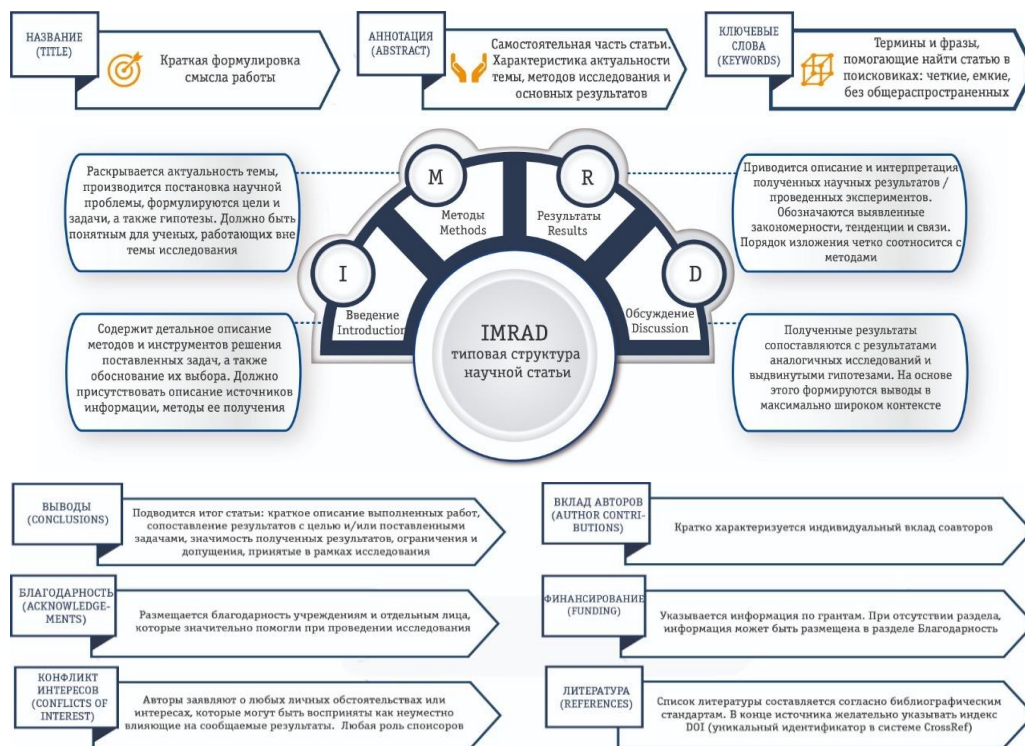 НАЗВАНИЕ
(TITLE)
Краткая формулировка
смысла работы
АННОТАЦИЯ
(ABSTRACT)
Самостоятельная часть статьи.
Характеристика актуальности
темы, методов исследования и
основных результатов
КЛЮЧЕВЫЕ
СЛОВА
(KEYWORDS)
Термины и фразы,
помогающие найти статью в
поисковиках: четкие, емкие,
без общераспространенных
Раскрывается актуальность темы,
производится постановка научной
проблемы, формулируются цели и
задачи, а также гипотезы. Должно быть
понятным для ученых, работающих вне
темы исследования
M
Методы
Methods
R
Результаты
Results
Приводится описание и интерпретация
полученных научных результатов /
проведенных экспериментов.
Обозначаются выявленные
закономерности, тенденции и связи.
Порядок изложения четко соотносится с
методами
I
Введение
Introduction
D
Обсуждение
Discussion
IMRAD
типовая структура
научной статьи
Содержит детальное описание
методов и инструментов решения
поставленных задач, а также
обоснование их выбора. Должно
присутствовать описание источников
информации, методы ее получения
Полученные результаты
сопоставляются с результатами
аналогичных исследований и
выдвинутыми гипотезами. На основе
этого формируются выводы в
максимально широком контексте
ВЫВОДЫ
(CONCLUSIONS)
Подводится итог статьи: краткое описание выполненных работ,
сопоставление результатов с целью и/или поставленными
задачами, значимость полученных результатов, ограничения и
допущения, принятые в рамках исследования
ВКЛАД АВТОРОВ
(AUTHOR CONTRI-
BUTIONS)
Кратко характеризуется индивидуальный вклад соавторов
БЛАГОДАРНОСТЬ
(ACKNOWLEDGE-
MENTS)
Размещается благодарность учреждениям и отдельным лица,
которые значительно помогли при проведении исследования
ФИНАНСИРОВАНИЕ
(FUNDING)
Указывается информация по грантам. При отсутствии раздела,
информация может быть размещена в разделе Благодарность
КОНФЛИКТ
ИНТЕРЕСОВ
(CONFLICTS OF
INTEREST)
Авторы заявляют о любых личных обстоятельствах или
интересах, которые могут быть восприняты как неуместно
влияющие на сообщаемые результаты. Любая роль спонсоров
ЛИТЕРАТУРА
(REFERENCES)
Список литературы составляется согласно библиографическим
стандартам. В конце источника желательно указывать индекс
DOI (уникальный идентификатор в системе CrossRef)